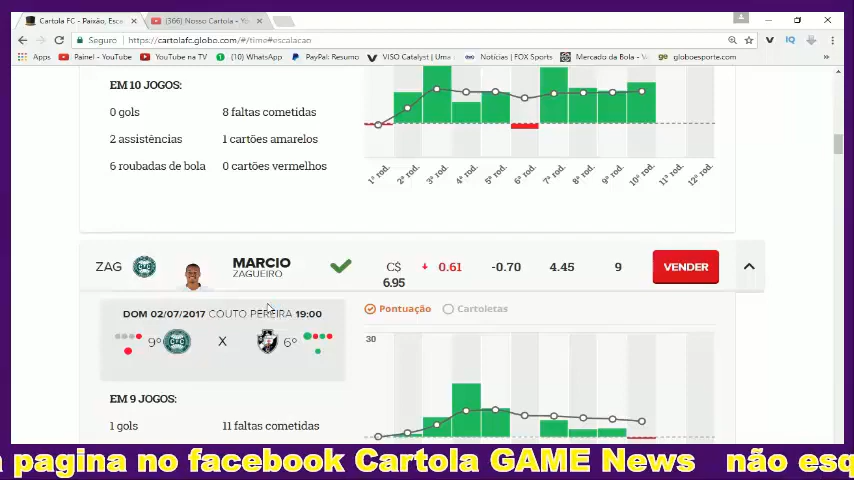 Cartola FC - Paixão, Esca
(366) Nosso Cartola - Yo
Seguro
https://cartolafc.globo.com/#/time#escalacao
Apps
Painel - YouTube
YouTube na TV
(10) WhatsApp
PayPal: Resumo
VISO Catalyst | Uma
Notícias | FOX Sports
Mercado da Bola - V
globoesporte.com
EM 10 JOGOS:
0 gols
8 faltas cometidas
2 assistências
1 cartões amarelos
6 roubadas de bola
0 cartões vermelhos
1ª rod. 2ª rod. 3ª rod. 4ª rod. 5ª rod. 6ª rod. 7ª rod. 8ª rod. 9ª rod. 10ª rod. 11ª rod. 12ª rod.
ZAG
MARCIO
ZAGUEIRO
C$
6.95
0.61
-0.70
4.45
9
VENDER
DOM 02/07/2017 COUTO PEREIRA 19:00
9º X 6º
Pontuação
Cartoletas
30
EM 9 JOGOS:
1 gols
11 faltas cometidas
a pagina no facebook Cartola GAME News não esq